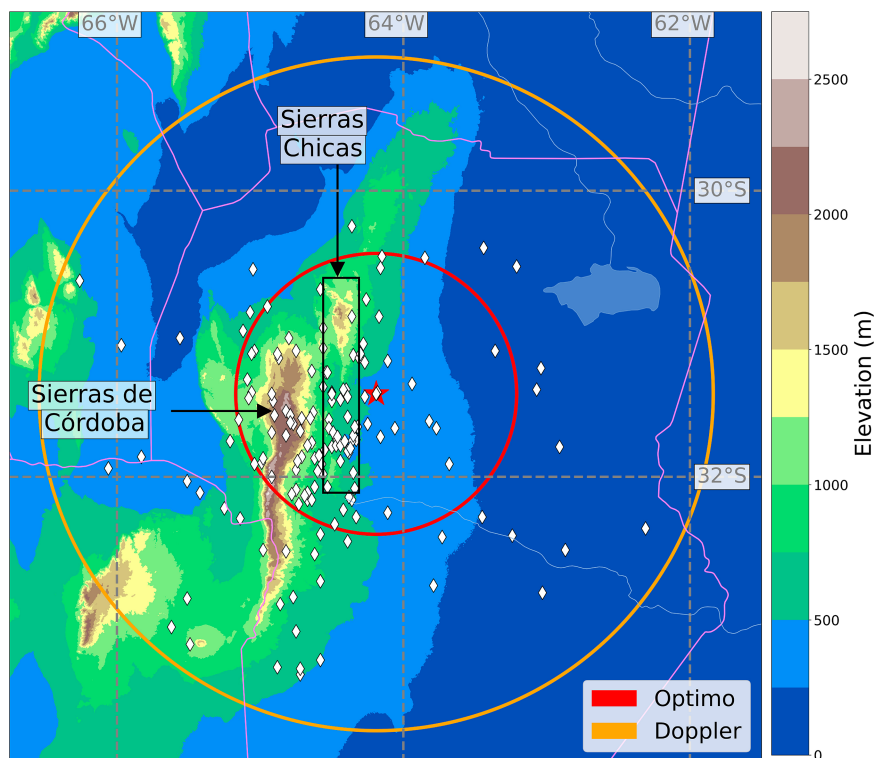 66°W
64°W
62°W
Sierras
Chicas
30°S
Sierras de
Córdoba
32°S
Optimo
Doppler
2500
2000
1500
1000
500
0
Elevation (m)